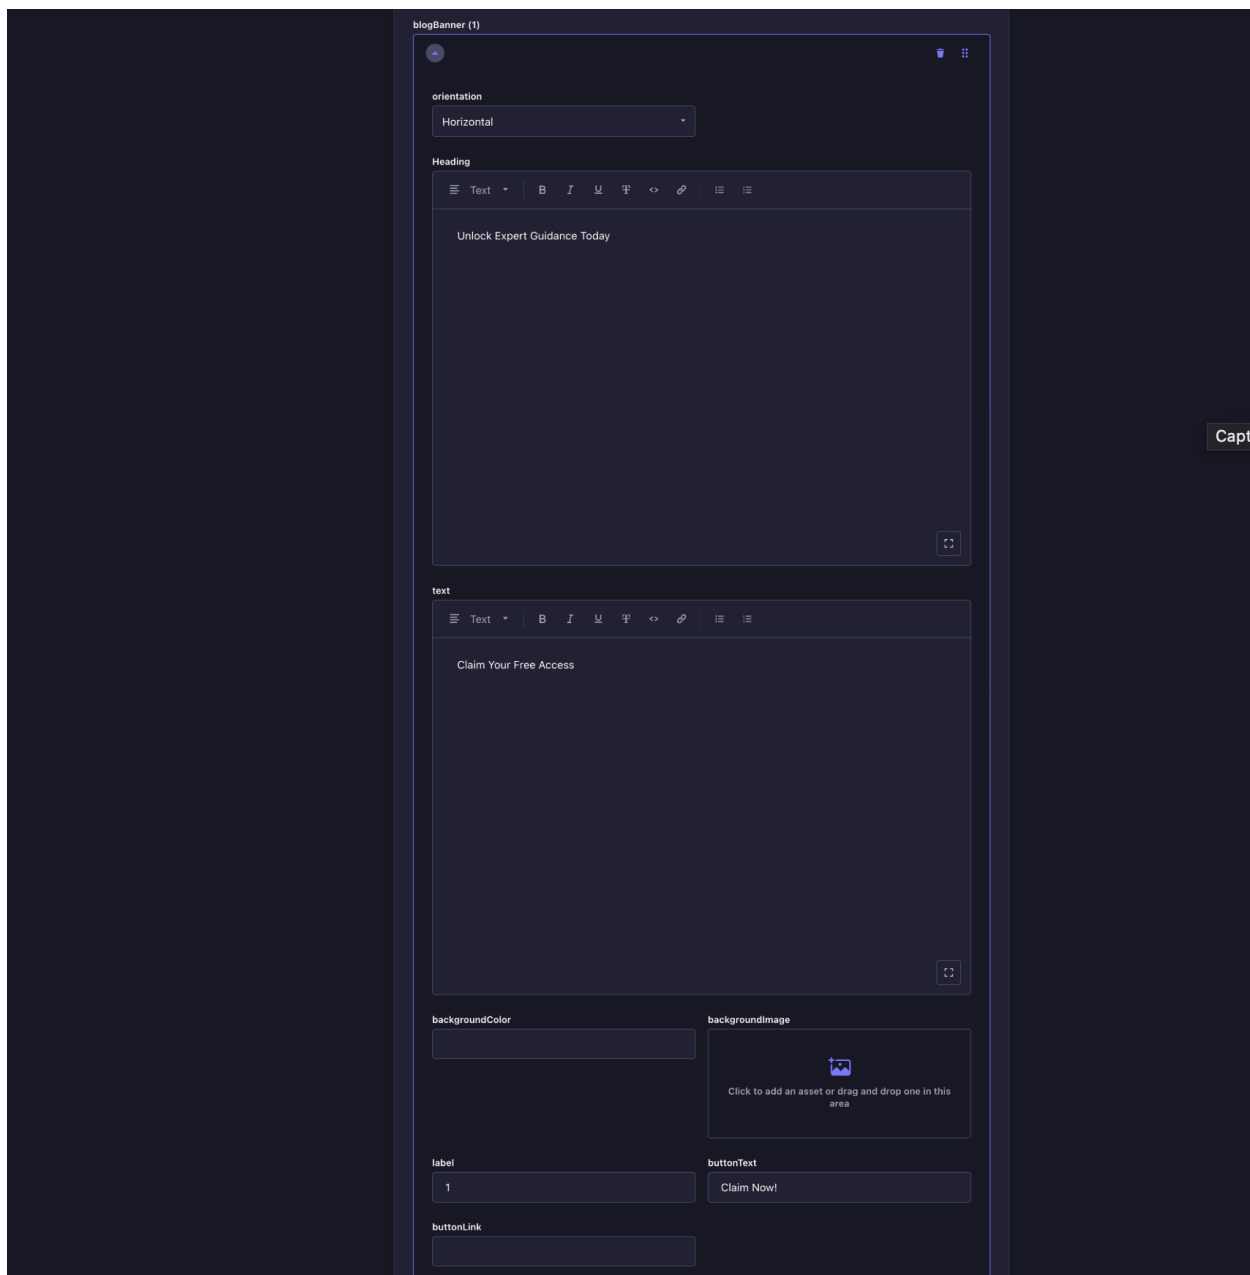 blogBanner (1)
orientation
Horizontal
Heading
Text B I U T <>
Unlock Expert Guidance Today
Capt
text
Text B I U T <>
Claim Your Free Access
backgroundColor backgroundImage
Click to add an asset or drag and drop one in this
area
label buttonText
1 Claim Now!
buttonLink